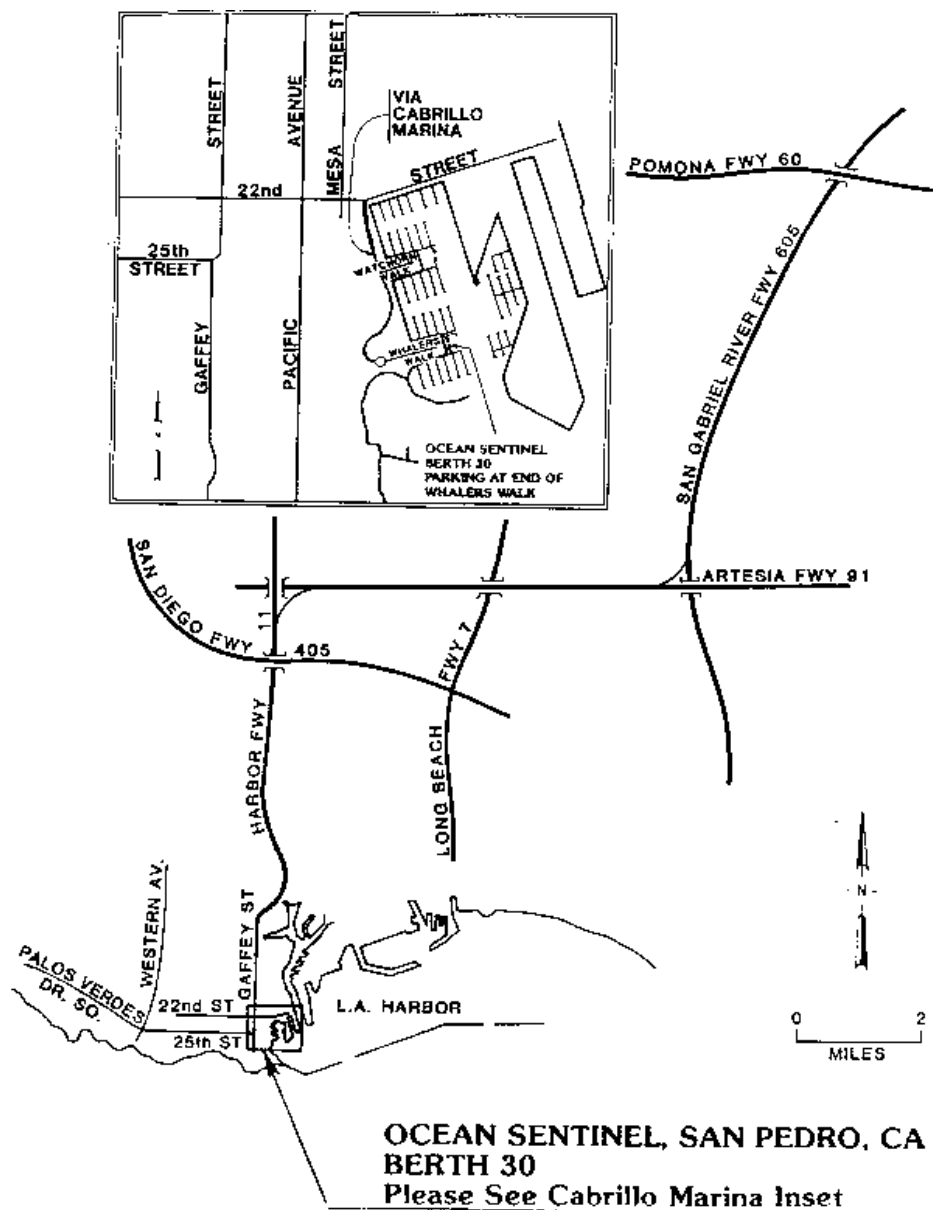 STREET
AVENUE
MESA STREET
VIA
CABRILLO
MARINA
STREET
22nd
25th
STREET
WATCHORN
WALK
GAFFEY
PACIFIC
WHALERS
WALK
OCEAN SENTINEL
BERTH 30
PARKING AT END OF
WHALERS WALK
POMONA FWY 60
SAN GABRIEL RIVER FWY 605
ARTESIA FWY 91
SAN DIEGO FWY 405
11
HARBOR FWY
LONG BEACH FWY 7
WESTERN AV.
GAFFEY ST
PALOS VERDES
DR. SO.
22nd ST
25th ST
L.A. HARBOR
N
0 2
MILES
OCEAN SENTINEL, SAN PEDRO, CA
BERTH 30
Please See Cabrillo Marina Inset